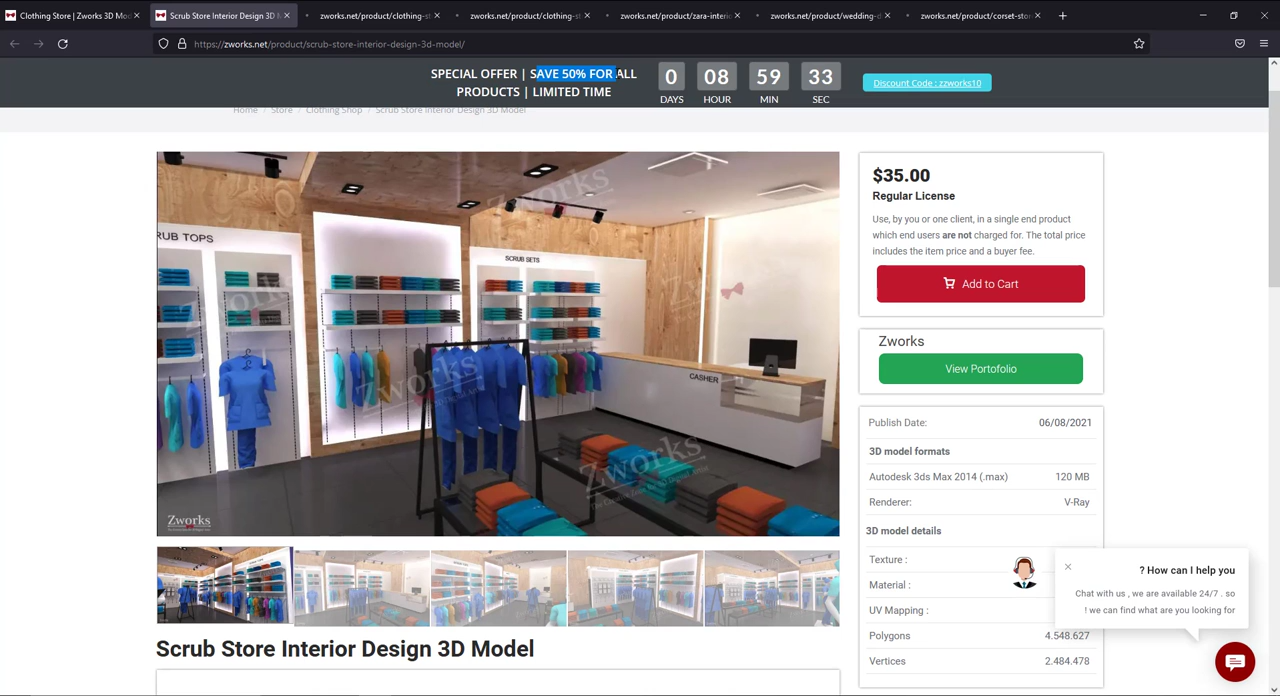 Clothing Store | Zworks 3D Mod
Scrub Store Interior Design 3D M
zworks.net/product/clothing-st
zworks.net/product/clothing-st
zworks.net/product/zara-interi
zworks.net/product/wedding-d
zworks.net/product/corset-stor
https://zworks.net/product/scrub-store-interior-design-3d-model/
SPECIAL OFFER | SAVE 50% FOR ALL
PRODUCTS | LIMITED TIME
0 08 59 33
DAYS HOUR MIN SEC
Discount Code : zzworks10
Home / Store / Clothing Shop / Scrub Store Interior Design 3D Model
RUB TOPS
SCRUB SETS
CASHER
Zworks
Zworks
Zworks
Zworks
$35.00
Regular License
Use, by you or one client, in a single end product
which end users are not charged for. The total price
includes the item price and a buyer fee.
Add to Cart
Zworks
View Portofolio
Publish Date: 06/08/2021
3D model formats
Autodesk 3ds Max 2014 (.max) 120 MB
Renderer: V-Ray
3D model details
Texture :
Material :
UV Mapping :
Polygons 4.548.627
Vertices 2.484.478
? How can I help you
Chat with us , we are available 24/7 . so
! we can find what are you looking for
Scrub Store Interior Design 3D Model